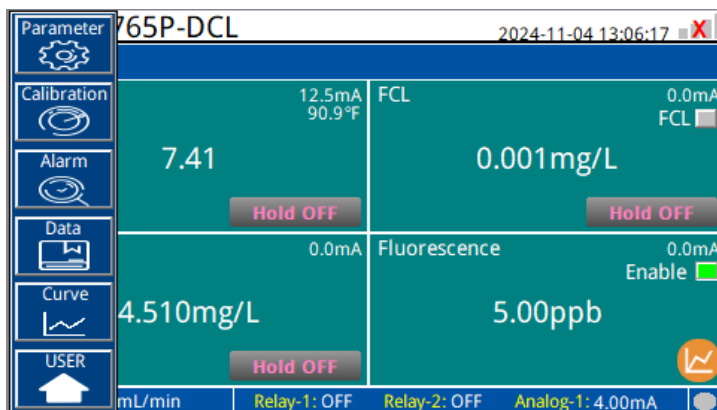 Parameter
765P-DCL
2024-11-04 13:06:17
X
Calibration
12.5mA
90.9°F
7.41
Hold OFF
FCL
0.0mA
FCL
0.001mg/L
Hold OFF
Alarm
Data
0.0mA
4.510mg/L
Hold OFF
Fluorescence
0.0mA
Enable
5.00ppb
Curve
USER
mL/min
Relay-1: OFF
Relay-2: OFF
Analog-1: 4.00mA